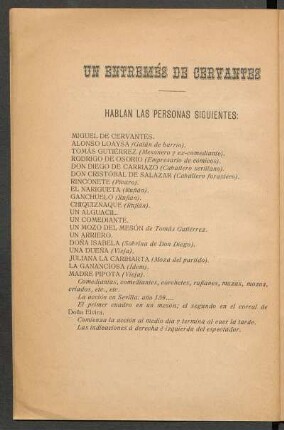 UN ENTREMÉS DE CERVANTES
HABLAN LAS PERSONAS SIGUIENTES:
MIGUEL DE CERVANTES.
ALONSO LOAYSA (Galán de barrio).
TOMÁS GUTIÉRREZ (Mesonero y ex-comediante).
RODRIGO DE OSORIO (Empresario de cómicos).
DON DIEGO DE CARRIAZO (Caballero sevillano).
DON CRISTOBAL DE SALAZAR (Caballero forastero).
RINCONETE (Pícaro).
EL NARIGUETA (Rufián).
GANCHUELO (Rufián).
CHIQUIZNAQUE (Rufián).
UN ALGUACIL.
UN COMEDIANTE.
UN MOZO DEL MESÓN de Tomás Gutiérrez.
UN ARRIERO.
DOÑA ISABELA (Sobrina de Don Diego).
UNA DUEÑA (Vieja).
JULIANA LA CARIHARTA (Moza del partido).
LA GANANCIOSA (Idem).
MADRE PIPOTA (Vieja).
Comediantas, comediantes, corchetes, rufianes, mozas, mozos,
criados, etc., etc.
La acción en Sevilla: año 158....
El primer cuadro en un mesón; el segundo en el corral de
Doña Elvira.
Comienza la acción al medio día y termina al caer la tarde.
Las indicaciones a derecha é izquierda del espectador.